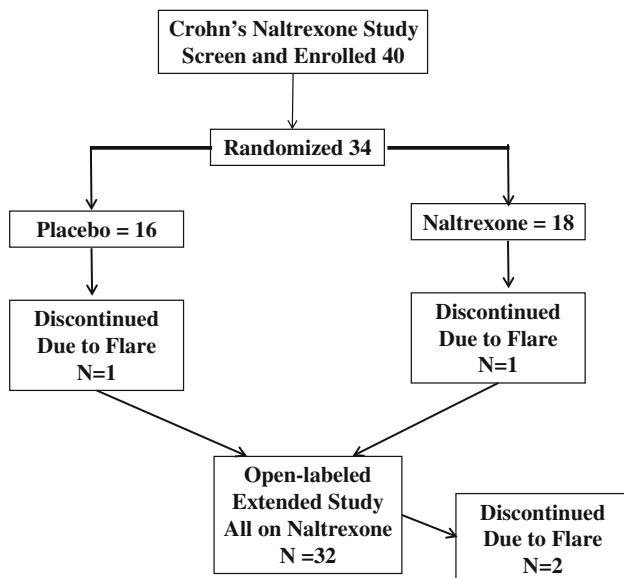 Crohn's Naltrexone Study
Screen and Enrolled 40
Randomized 34
Placebo = 16
Naltrexone = 18
Discontinued
Due to Flare
N=1
Discontinued
Due to Flare
N=1
Open-labeled
Extended Study
All on Naltrexone
N =32
Discontinued
Due to Flare
N=2